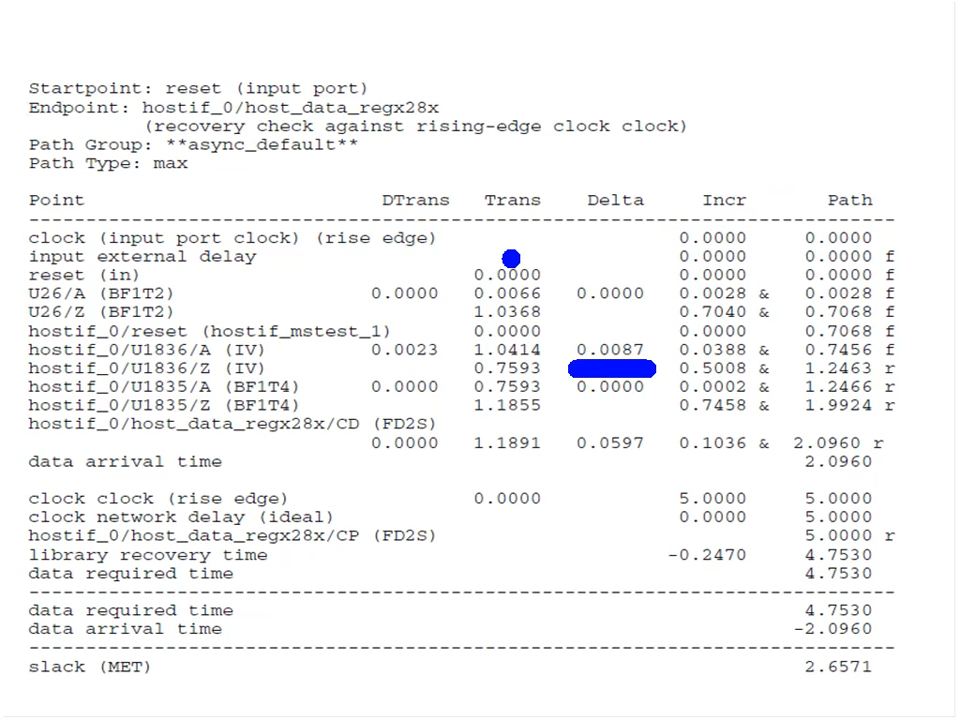 Startpoint: reset (input port)
Endpoint: hostif_0/host_data_regx28x
(recovery check against rising-edge clock clock)
Path Group: **async_default**
Path Type: max
Point DTrans Trans Delta Incr Path
clock (input port clock) (rise edge) 0.0000 0.0000
input external delay 0.0000 0.0000 f
reset (in) 0.0000 0.0000 0.0000 f
U26/A (BF1T2) 0.0000 0.0066 0.0000 0.0028 & 0.0028 f
U26/Z (BF1T2) 1.0368 0.7040 & 0.7068 f
hostif_0/reset (hostif_mstest_1) 0.0000 0.0000 0.7068 f
hostif_0/U1836/A (IV) 0.0023 1.0414 0.0087 0.0388 & 0.7456 f
hostif_0/U1836/Z (IV) 0.7593 0.5008 & 1.2463 r
hostif_0/U1835/A (BF1T4) 0.0000 0.7593 0.0000 0.0002 & 1.2466 r
hostif_0/U1835/Z (BF1T4) 1.1855 0.7458 & 1.9924 r
hostif_0/host_data_regx28x/CD (FD2S)
0.0000 1.1891 0.0597 0.1036 & 2.0960 r
data arrival time 2.0960
clock clock (rise edge) 0.0000 5.0000 5.0000
clock network delay (ideal) 0.0000 5.0000
hostif_0/host_data_regx28x/CP (FD2S) 5.0000 r
library recovery time -0.2470 4.7530
data required time 4.7530
data required time 4.7530
data arrival time -2.0960
slack (MET) 2.6571